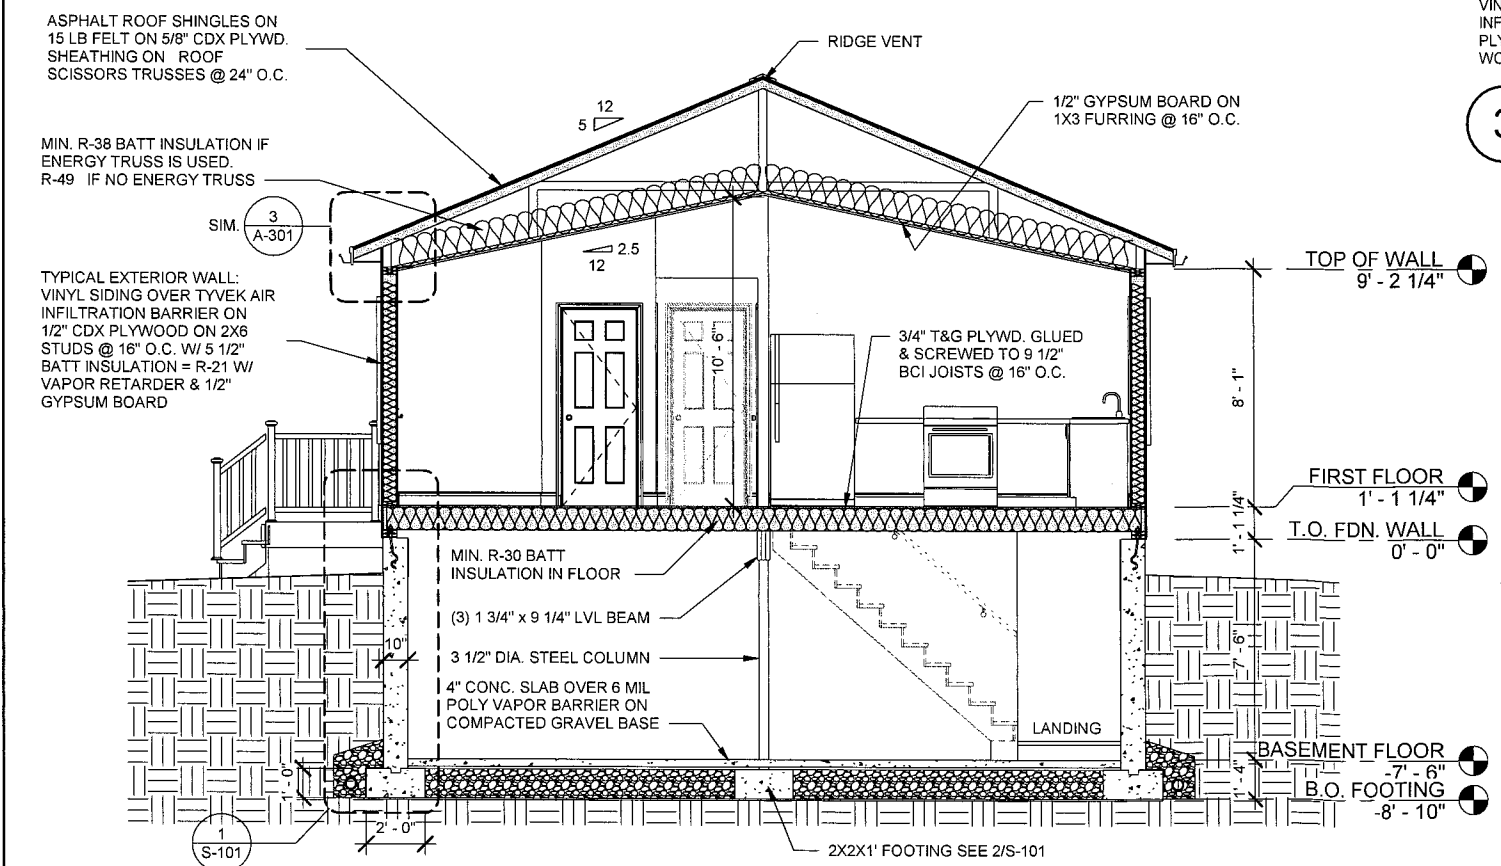 ASPHALT ROOF SHINGLES ON
15 LB FELT ON 5/8" CDX PLYWD.
SHEATHING ON ROOF
SCISSORS TRUSSES @ 24" O.C.
RIDGE VENT
12
5
1/2" GYPSUM BOARD ON
1X3 FURRING @ 16" O.C.
MIN. R-38 BATT INSULATION IF
ENERGY TRUSS IS USED.
R-49 IF NO ENERGY TRUSS
SIM.
3
A-301
2.5
12
TOP OF WALL
9' - 2 1/4"
TYPICAL EXTERIOR WALL:
VINYL SIDING OVER TYVEK AIR
INFILTRATION BARRIER ON
1/2" CDX PLYWOOD ON 2X6
STUDS @ 16" O.C. W/ 5 1/2"
BATT INSULATION = R-21 W/
VAPOR RETARDER & 1/2"
GYPSUM BOARD
10' - 6"
3/4" T&G PLYWD. GLUED
& SCREWED TO 9 1/2"
BCI JOISTS @ 16" O.C.
8' - 1"
FIRST FLOOR
1' - 1 1/4"
1' - 1 1/4"
T.O. FDN. WALL
0' - 0"
MIN. R-30 BATT
INSULATION IN FLOOR
(3) 1 3/4" x 9 1/4" LVL BEAM
10"
3 1/2" DIA. STEEL COLUMN
7' - 6"
4" CONC. SLAB OVER 6 MIL
POLY VAPOR BARRIER ON
COMPACTED GRAVEL BASE
LANDING
BASEMENT FLOOR
-7' - 6"
1' - 4"
B.O. FOOTING
-8' - 10"
2' - 0"
1
S-101
2X2X1' FOOTING SEE 2/S-101